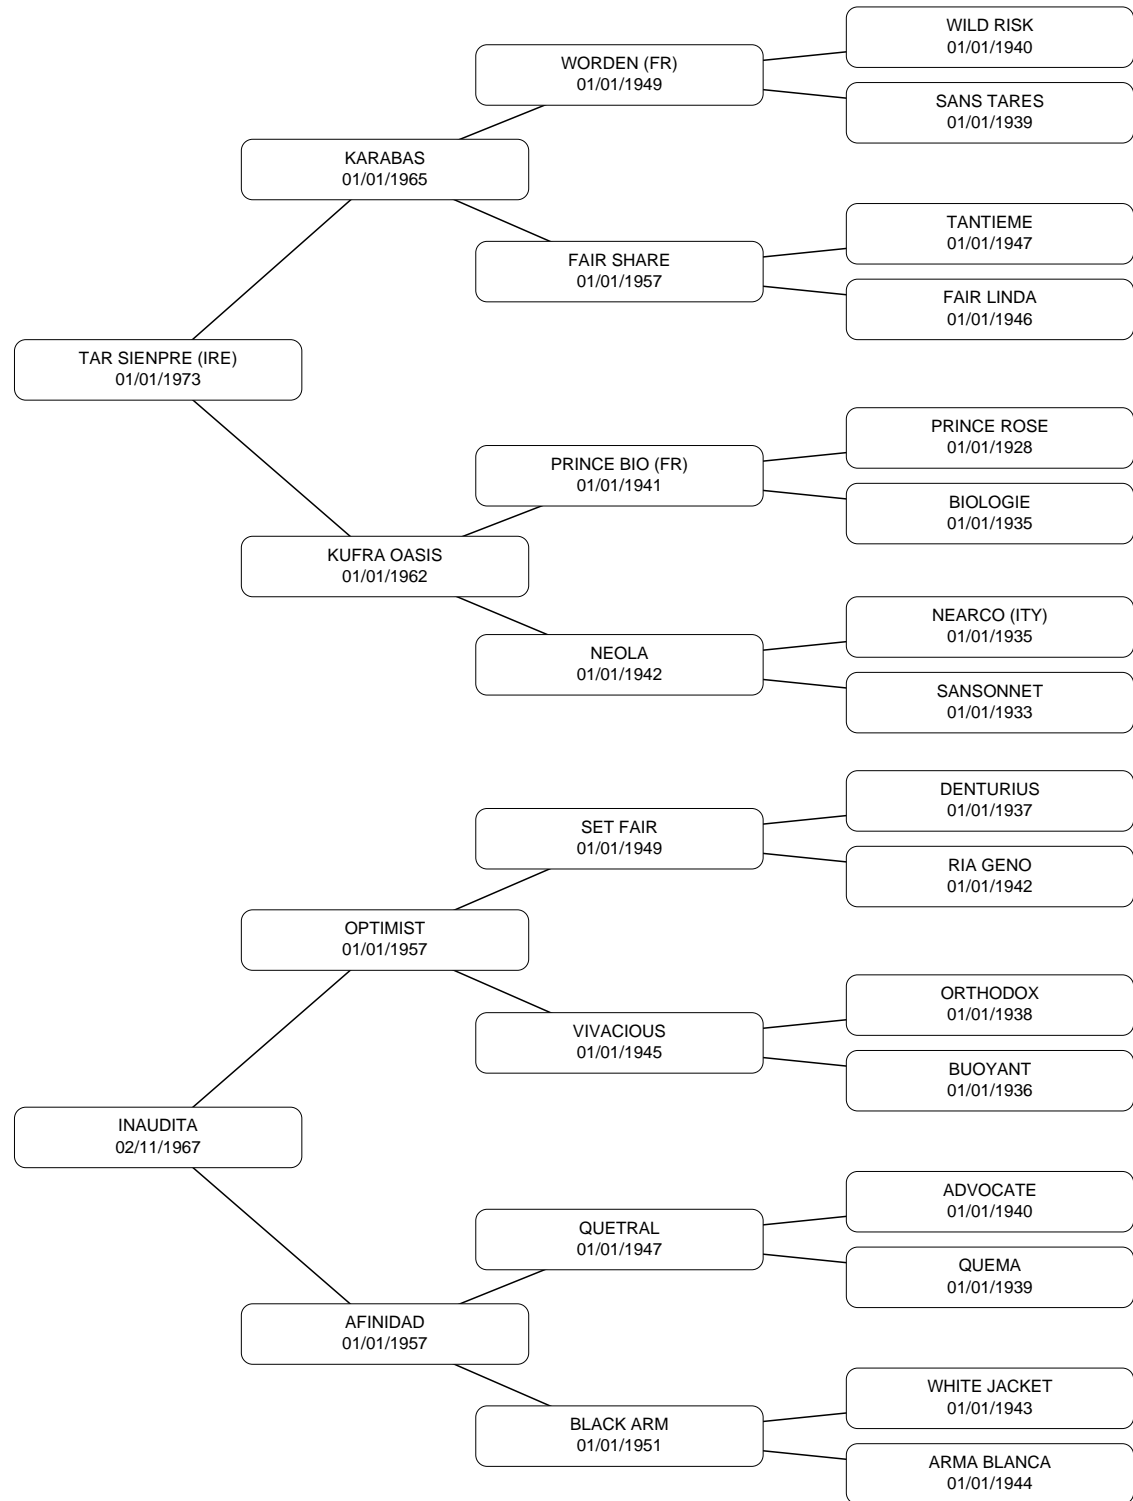 WILD RISK
01/01/1940
WORDEN (FR)
01/01/1949
SANS TARES
01/01/1939
KARABAS
01/01/1965
TANTIEME
01/01/1947
FAIR SHARE
01/01/1957
FAIR LINDA
01/01/1946
TAR SIENPRE (IRE)
01/01/1973
PRINCE ROSE
01/01/1928
PRINCE BIO (FR)
01/01/1941
BIOLOGIE
01/01/1935
KUFRA OASIS
01/01/1962
NEARCO (ITY)
01/01/1935
NEOLA
01/01/1942
SANSONNET
01/01/1933
DENTURIUS
01/01/1937
SET FAIR
01/01/1949
RIA GENO
01/01/1942
OPTIMIST
01/01/1957
ORTHODOX
01/01/1938
VIVACIOUS
01/01/1945
BUOYANT
01/01/1936
INAUDITA
02/11/1967
ADVOCATE
01/01/1940
QUETRAL
01/01/1947
QUEMA
01/01/1939
AFINIDAD
01/01/1957
WHITE JACKET
01/01/1943
BLACK ARM
01/01/1951
ARMA BLANCA
01/01/1944